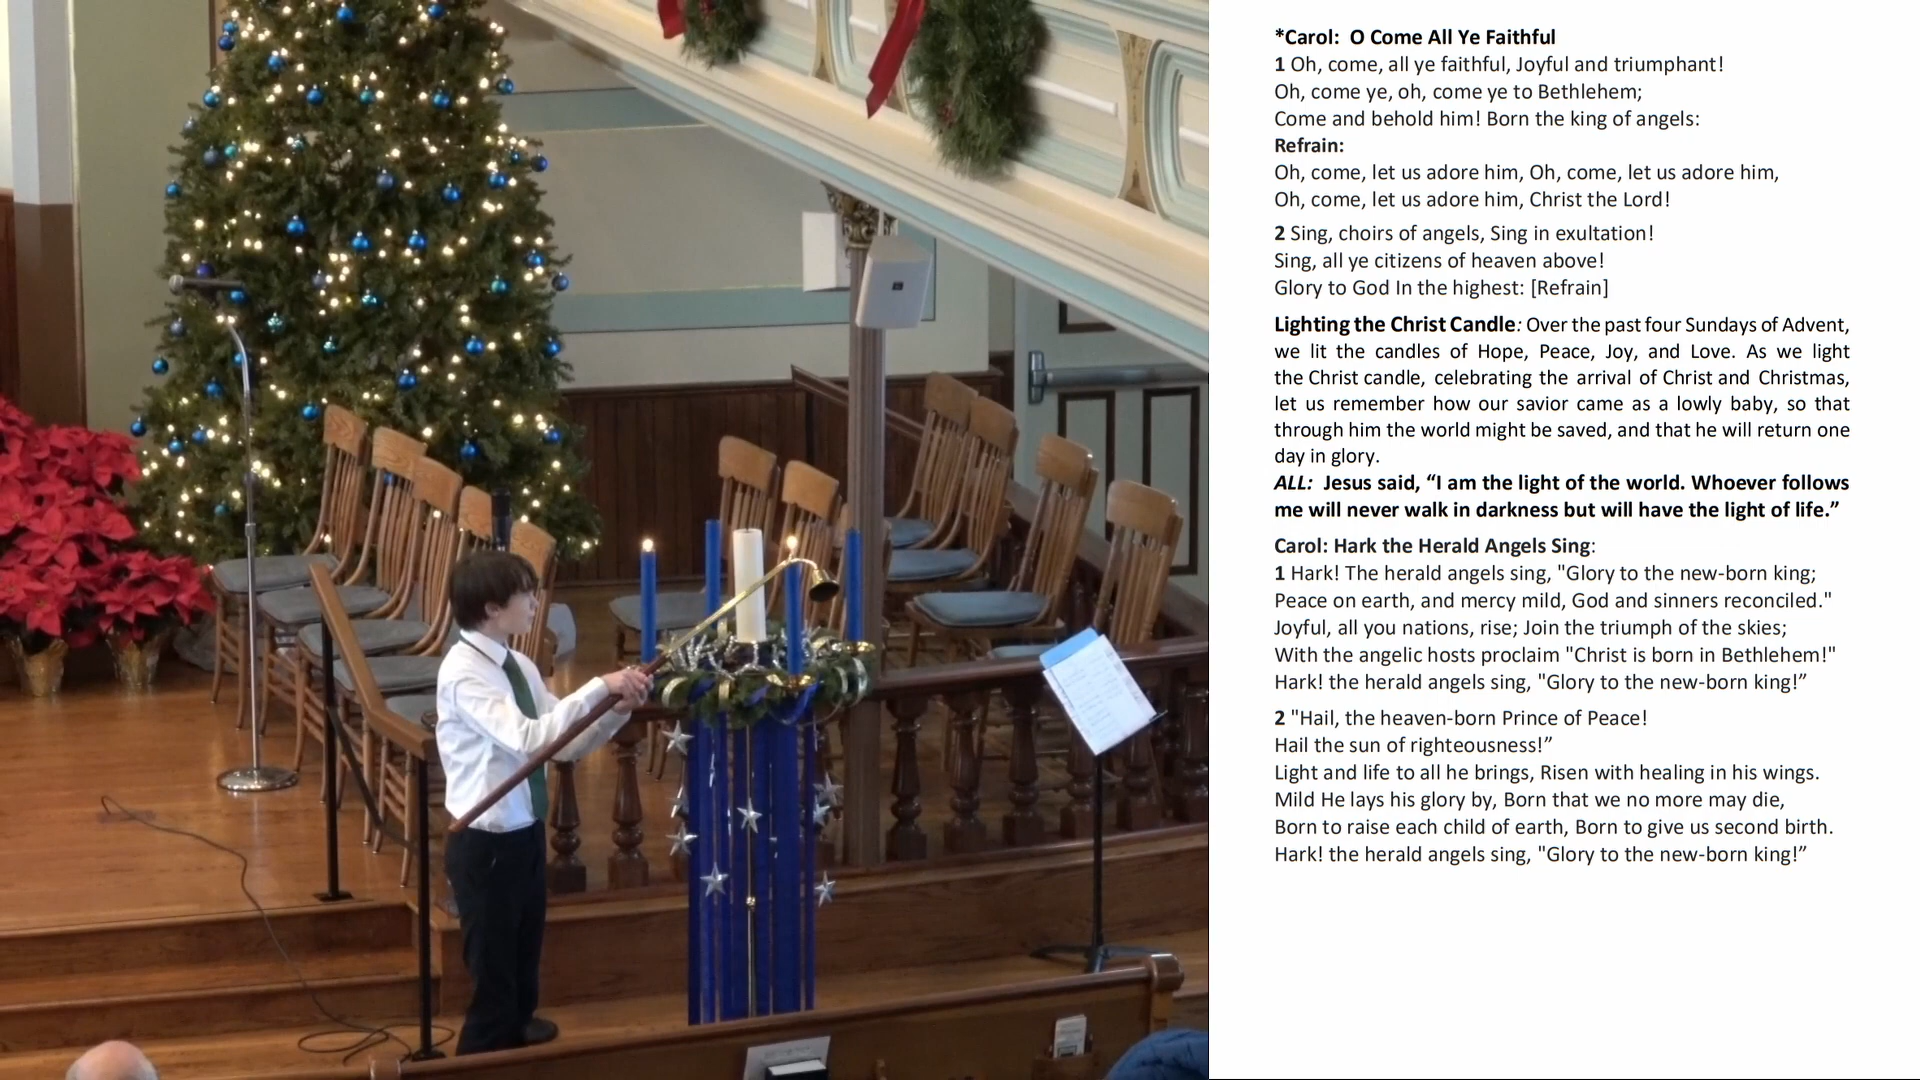 *Carol:  O Come All Ye Faithful
1 Oh, come, all ye faithful, Joyful and triumphant!
Oh, come ye, oh, come ye to Bethlehem;
Come and behold him! Born the king of angels:
Refrain:
Oh, come, let us adore him, Oh, come, let us adore him,
Oh, come, let us adore him, Christ the Lord!
2 Sing, choirs of angels, Sing in exultation!
Sing, all ye citizens of heaven above!
Glory to God In the highest: [Refrain]
Lighting the Christ Candle: Over the past four Sundays of Advent,
we lit the candles of Hope, Peace, Joy, and Love. As we light
the Christ candle, celebrating the arrival of Christ and Christmas,
let us remember how our savior came as a lowly baby, so that
through him the world might be saved, and that he will return one
day in glory.
ALL:  Jesus said, “I am the light of the world. Whoever follows
me will never walk in darkness but will have the light of life.”
Carol: Hark the Herald Angels Sing:
1 Hark! The herald angels sing, "Glory to the new-born king;
Peace on earth, and mercy mild, God and sinners reconciled."
Joyful, all you nations, rise; Join the triumph of the skies;
With the angelic hosts proclaim "Christ is born in Bethlehem!"
Hark! the herald angels sing, "Glory to the new-born king!”
2 "Hail, the heaven-born Prince of Peace!
Hail the sun of righteousness!”
Light and life to all he brings, Risen with healing in his wings.
Mild He lays his glory by, Born that we no more may die,
Born to raise each child of earth, Born to give us second birth.
Hark! the herald angels sing, "Glory to the new-born king!”